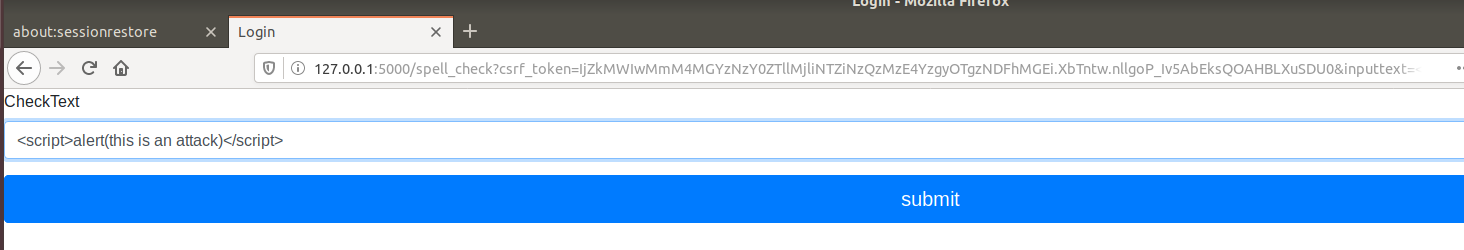 Login - Mozilla Firefox
about:sessionrestore
Login
127.0.0.1:5000/spell_check?csrf_token=IjZkMWIwMmM4MGYzNzY0ZTllMjliNTZiNzQzMzE4YzgyOTgzNDFhMGEi.XbTntw.nllgoP_Iv5AbEksQOAHBLXuSDU0&inputtext=
CheckText
<script>alert(this is an attack)</script>
submit